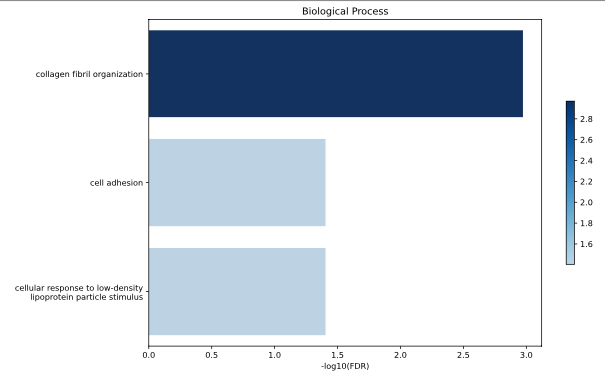 Biological Process
collagen fibril organization
cell adhesion
cellular response to low-density
lipoprotein particle stimulus
0.0 0.5 1.0 1.5 2.0 2.5 3.0
-log10(FDR)
2.8
2.6
2.4
2.2
2.0
1.8
1.6